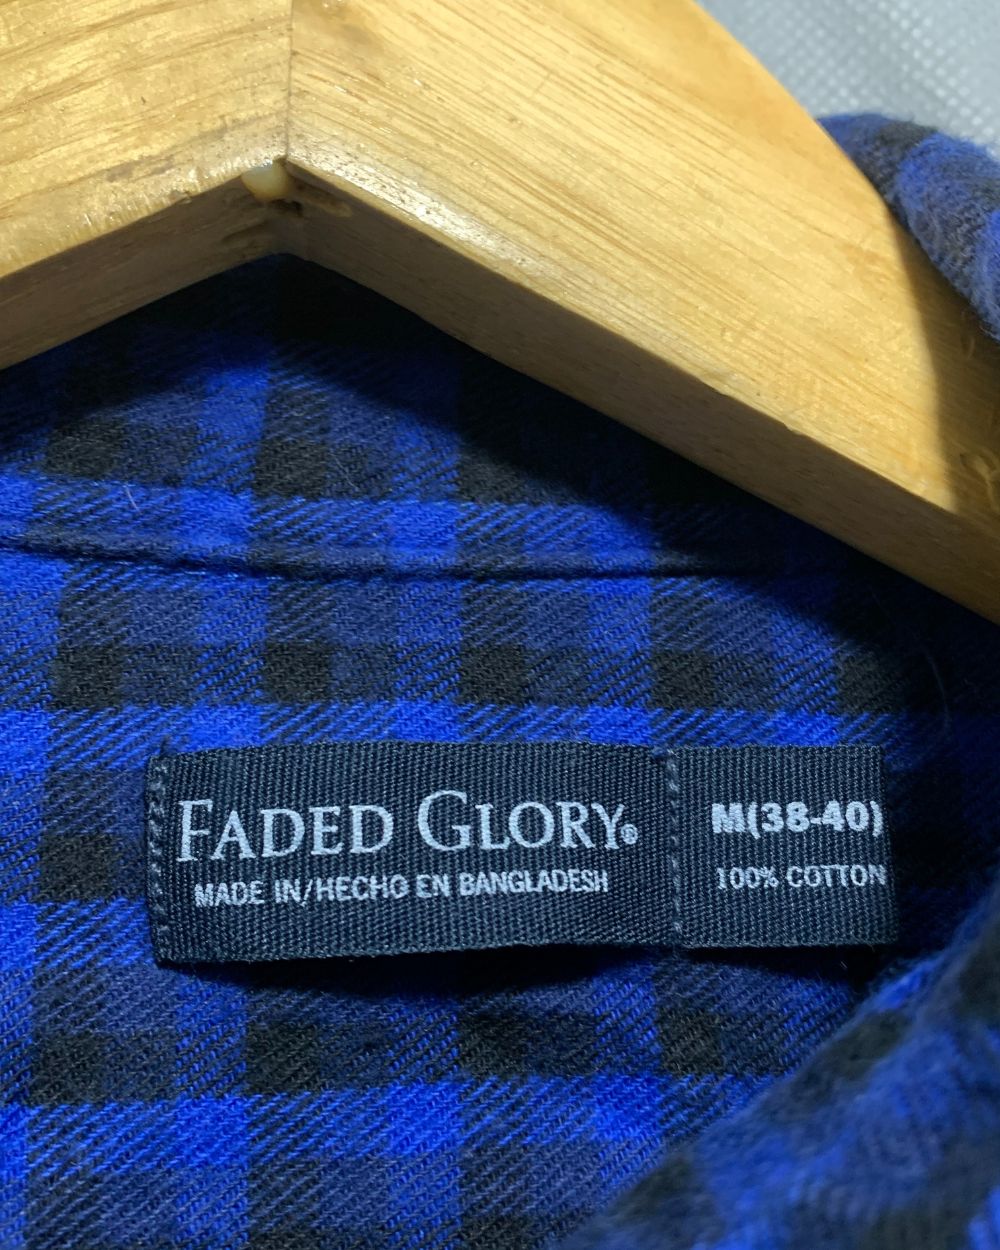 FADED GLORY®
MADE IN/HECHO EN BANGLADESH
M(38-40)
100% COTTON